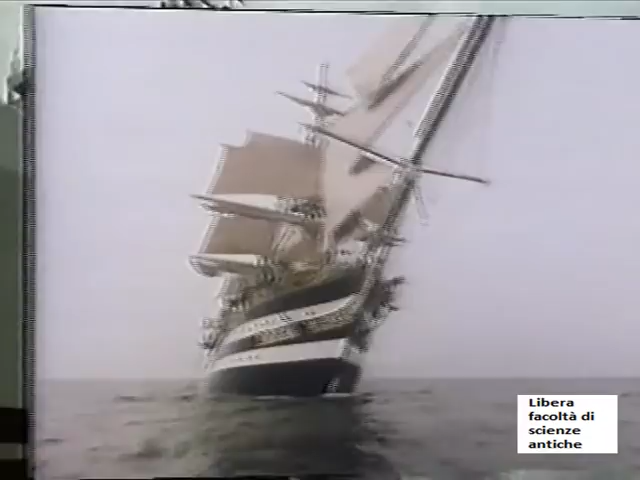 Libera
facoltà di
scienze
antiche